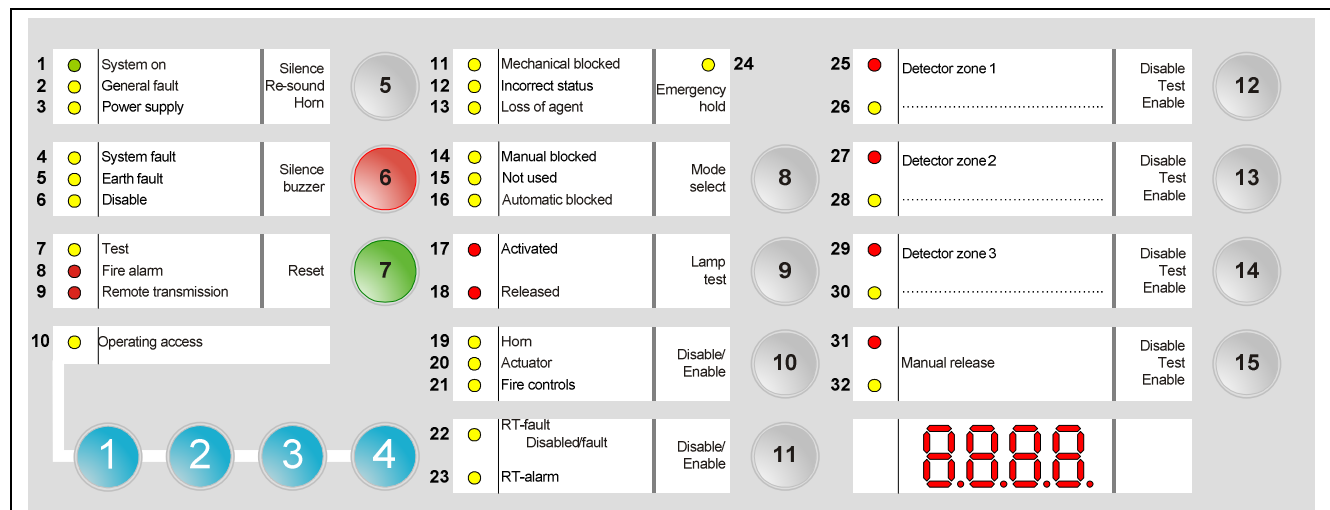 1 System on
2 General fault
3 Power supply
Silence
Re-sound
Horn
5
4 System fault
5 Earth fault
6 Disable
Silence
buzzer
6
7 Test
8 Fire alarm
9 Remote transmission
Reset
7
10 Operating access
1 2 3 4
11 Mechanical blocked
12 Incorrect status
13 Loss of agent
24
Emergency
hold
14 Manual blocked
15 Not used
16 Automatic blocked
Mode
select
8
17 Activated
18 Released
Lamp
test
9
19 Horn
20 Actuator
21 Fire controls
Disable/
Enable
10
22 RT-fault
Disabled/fault
23 RT-alarm
Disable/
Enable
11
25 Detector zone 1
26 ........................................
Disable
Test
Enable
12
27 Detector zone 2
28 ........................................
Disable
Test
Enable
13
29 Detector zone 3
30 ........................................
Disable
Test
Enable
14
31
Manual release
32
Disable
Test
Enable
15
8.8.8.8.